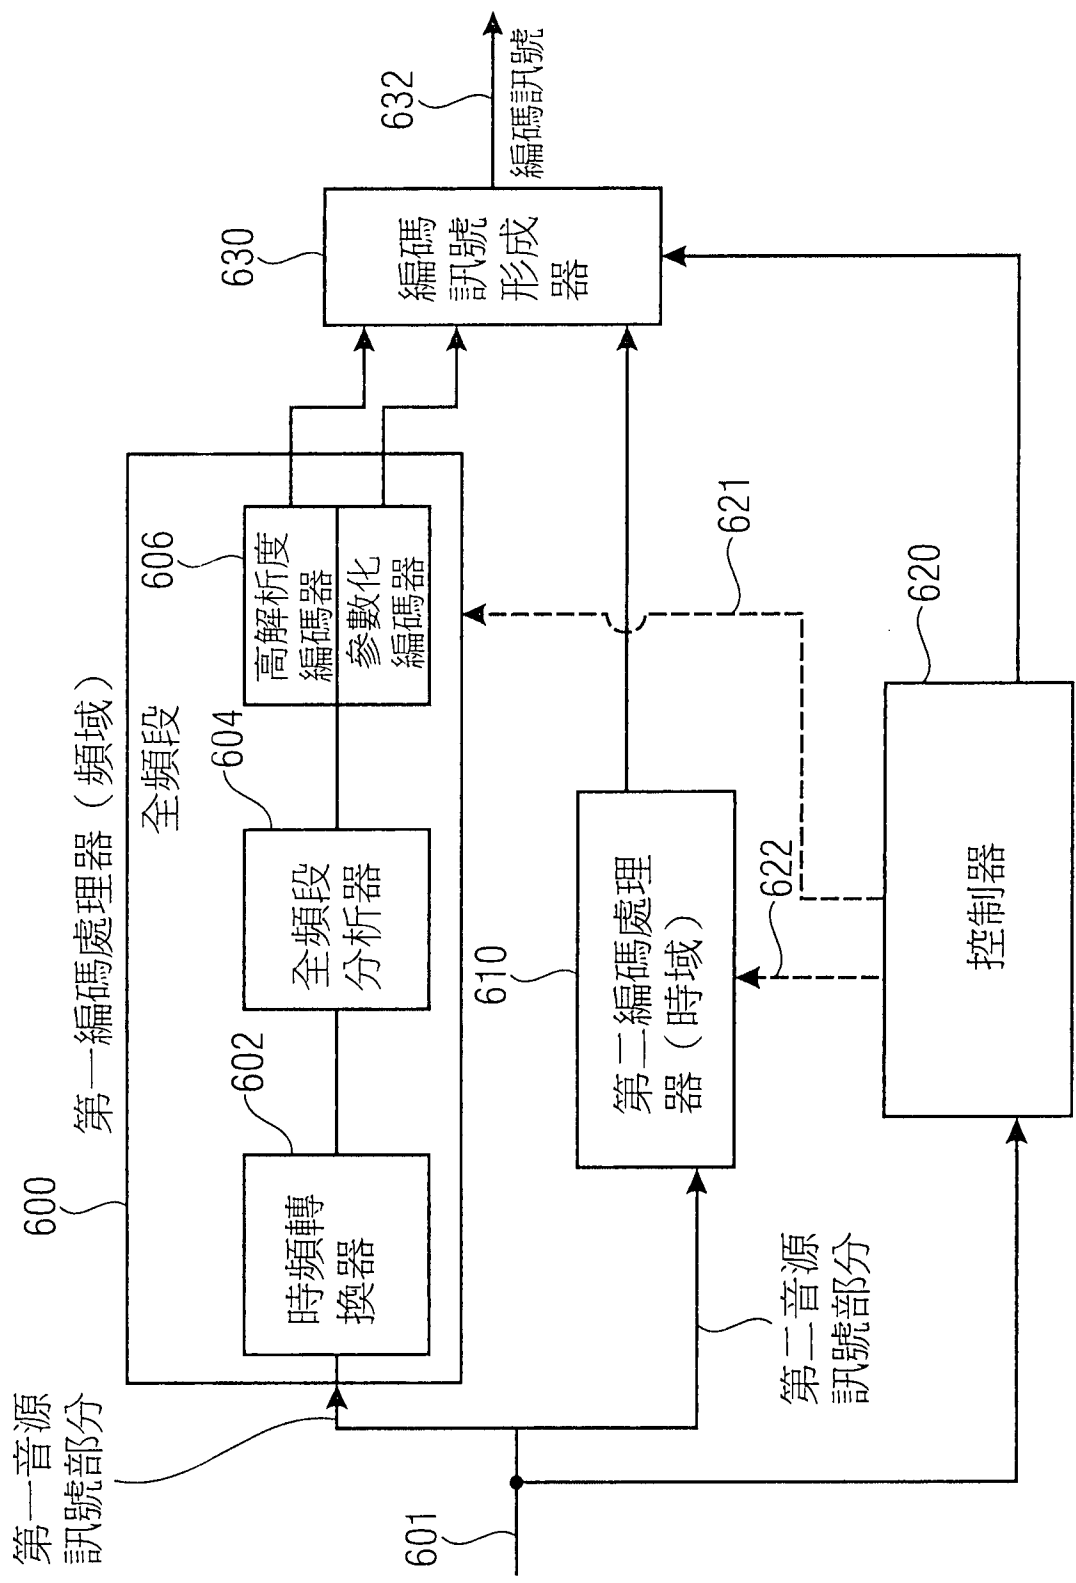 第一編碼處理器（頻域）
600
全頻段
第一音源
訊號部分
602
時頻轉
換器
604
全頻段
分析器
606
高解析度
編碼器
參數化
編碼器
630
編碼
訊號
形成
器
632
編碼訊號
601
610
第二編碼處理
器（時域）
第二音源
訊號部分
621
622
620
控制器